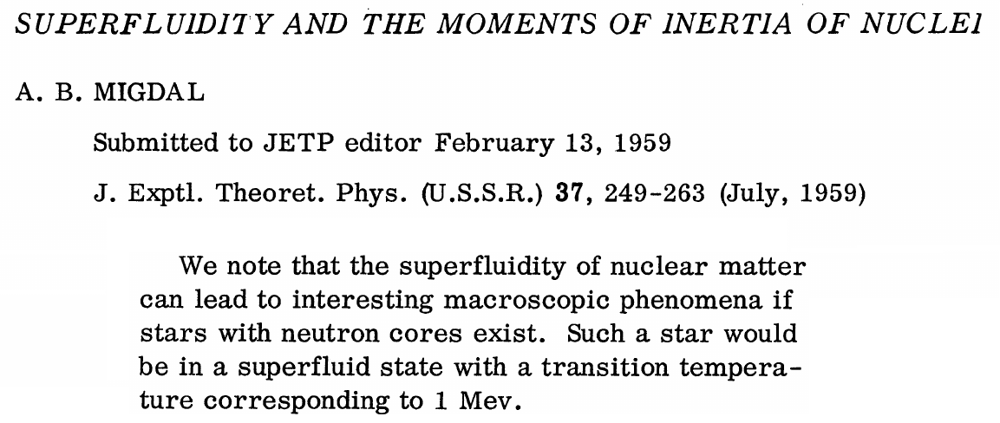 SUPERFLUIDITY AND THE MOMENTS OF INERTIA OF NUCLEI
A. B. MIGDAL
Submitted to JETP editor February 13, 1959
J. Exptl. Theoret. Phys. (U.S.S.R.) 37, 249-263 (July, 1959)
We note that the superfluidity of nuclear matter
can lead to interesting macroscopic phenomena if
stars with neutron cores exist. Such a star would
be in a superfluid state with a transition tempera-
ture corresponding to 1 Mev.